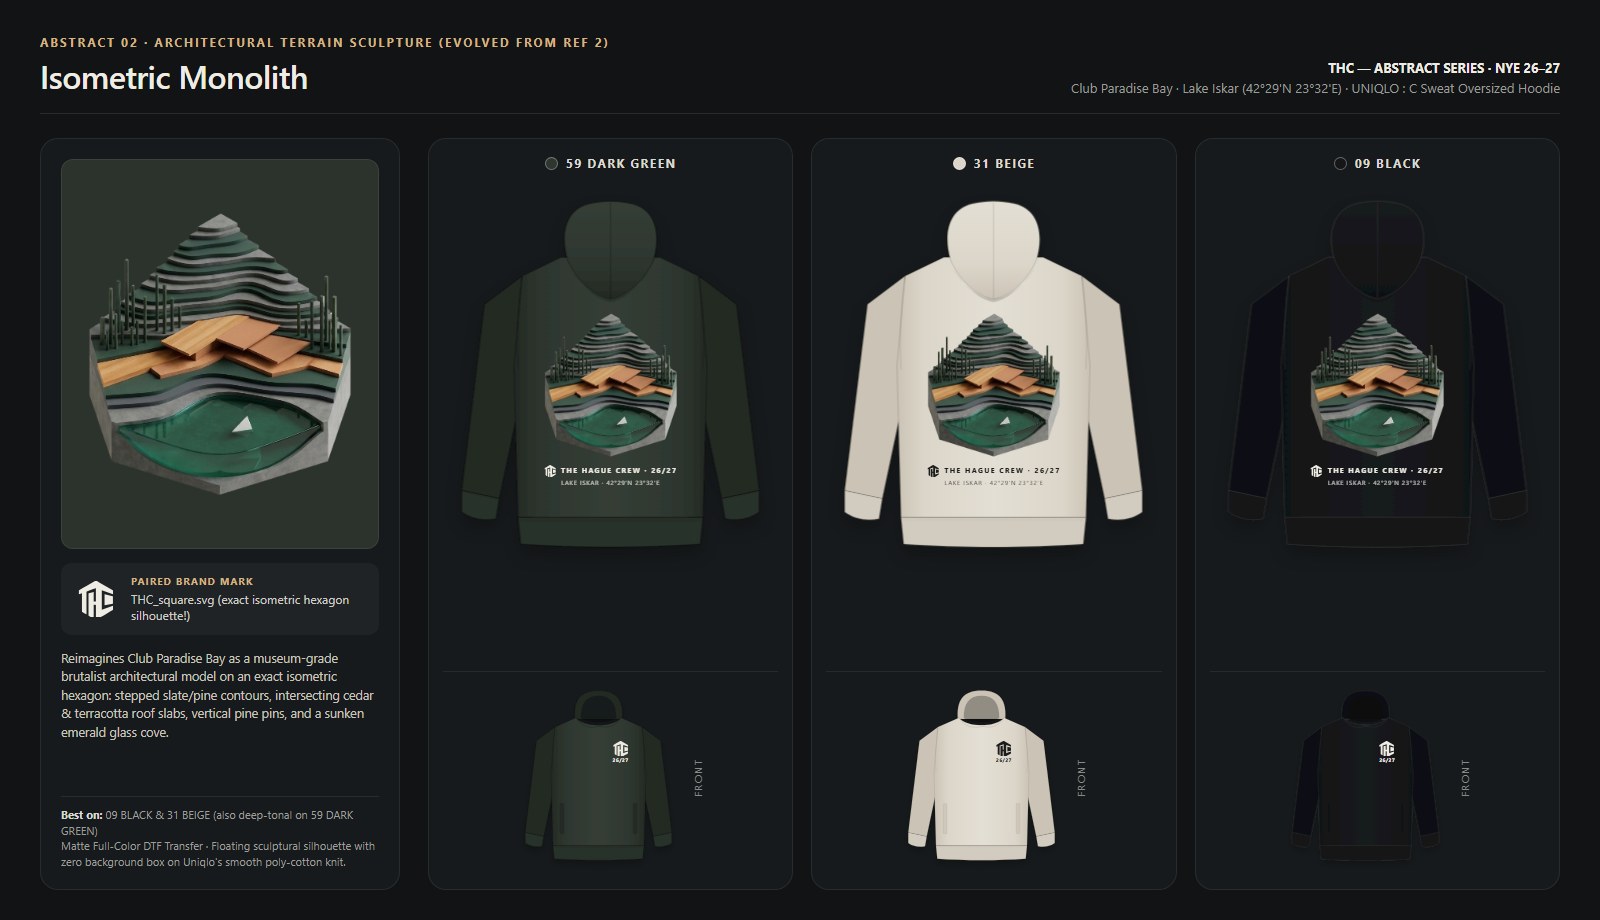 ABSTRACT 02 · ARCHITECTURAL TERRAIN SCULPTURE (EVOLVED FROM REF 2)
Isometric Monolith
THC — ABSTRACT SERIES · NYE 26–27
Club Paradise Bay · Lake Iskar (42°29'N 23°32'E) · UNIQLO : C Sweat Oversized Hoodie
THC
PAIRED BRAND MARK
THC_square.svg (exact isometric hexagon
silhouette!)
Reimagines Club Paradise Bay as a museum-grade
brutalist architectural model on an exact isometric
hexagon: stepped slate/pine contours, intersecting cedar
& terracotta roof slabs, vertical pine pins, and a sunken
emerald glass cove.
Best on: 09 BLACK & 31 BEIGE (also deep-tonal on 59 DARK
GREEN)
Matte Full-Color DTF Transfer · Floating sculptural silhouette with
zero background box on Uniqlo's smooth poly-cotton knit.
59 DARK GREEN
THC THE HAGUE CREW · 26/27
LAKE ISKAR · 42°29'N 23°32'E
THC
26/27
FRONT
31 BEIGE
THC THE HAGUE CREW · 26/27
LAKE ISKAR · 42°29'N 23°32'E
THC
26/27
FRONT
09 BLACK
THC THE HAGUE CREW · 26/27
LAKE ISKAR · 42°29'N 23°32'E
THC
26/27
FRONT